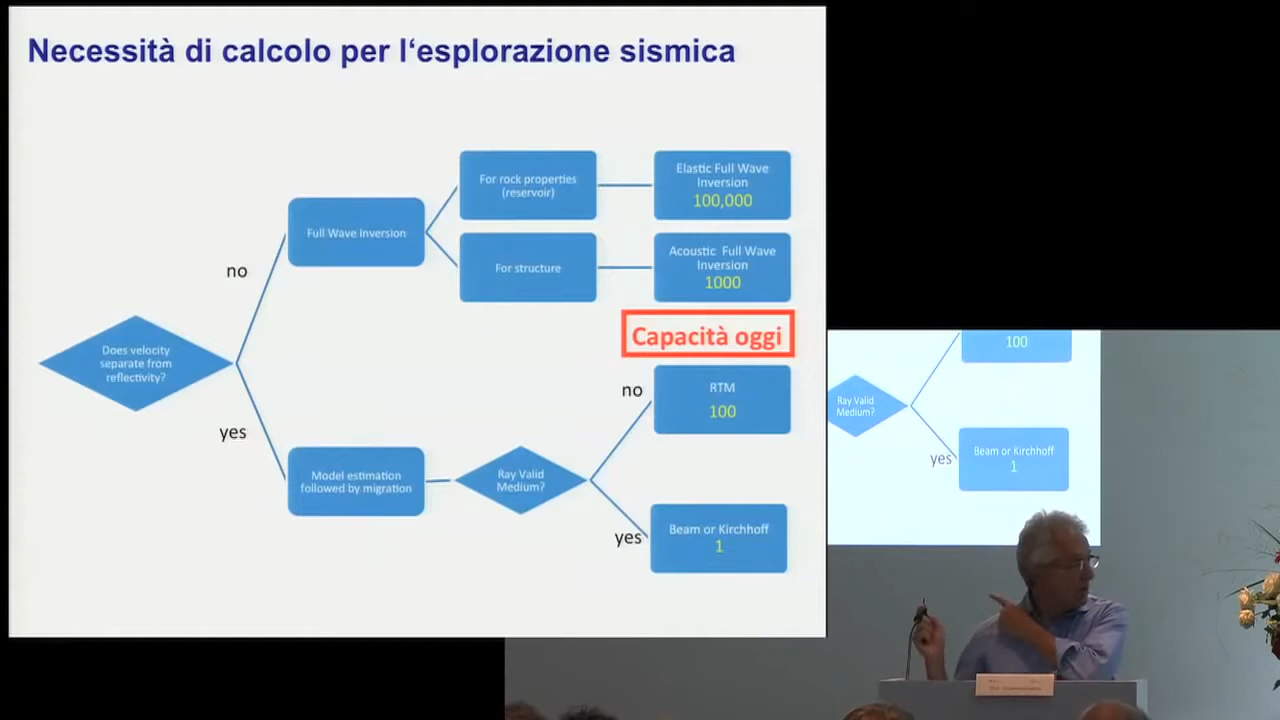 Necessità di calcolo per l‘esplorazione sismica
For rock properties
(reservoir)
Elastic Full Wave
Inversion
100,000
Full Wave Inversion
For structure
Acoustic Full Wave
Inversion
1000
no
Capacità oggi
Does velocity
separate from
reflectivity?
no
RTM
100
yes
Model estimation
followed by migration
Ray Valid
Medium?
yes
Beam or Kirchhoff
1
100
Ray Valid
Medium?
yes
Beam or Kirchhoff
1